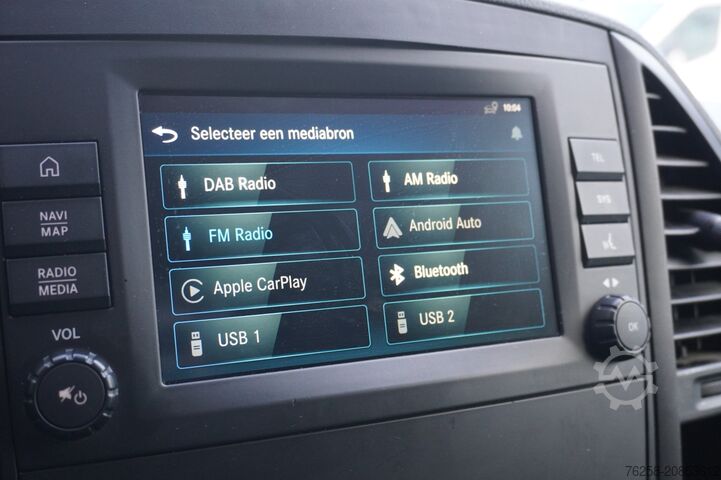 10:04
Selecteer een mediabron
DAB Radio
AM Radio
FM Radio
Android Auto
Apple CarPlay
Bluetooth
USB 1
USB 2
NAVI
MAP
RADIO
MEDIA
VOL
TEL
SYS
OK